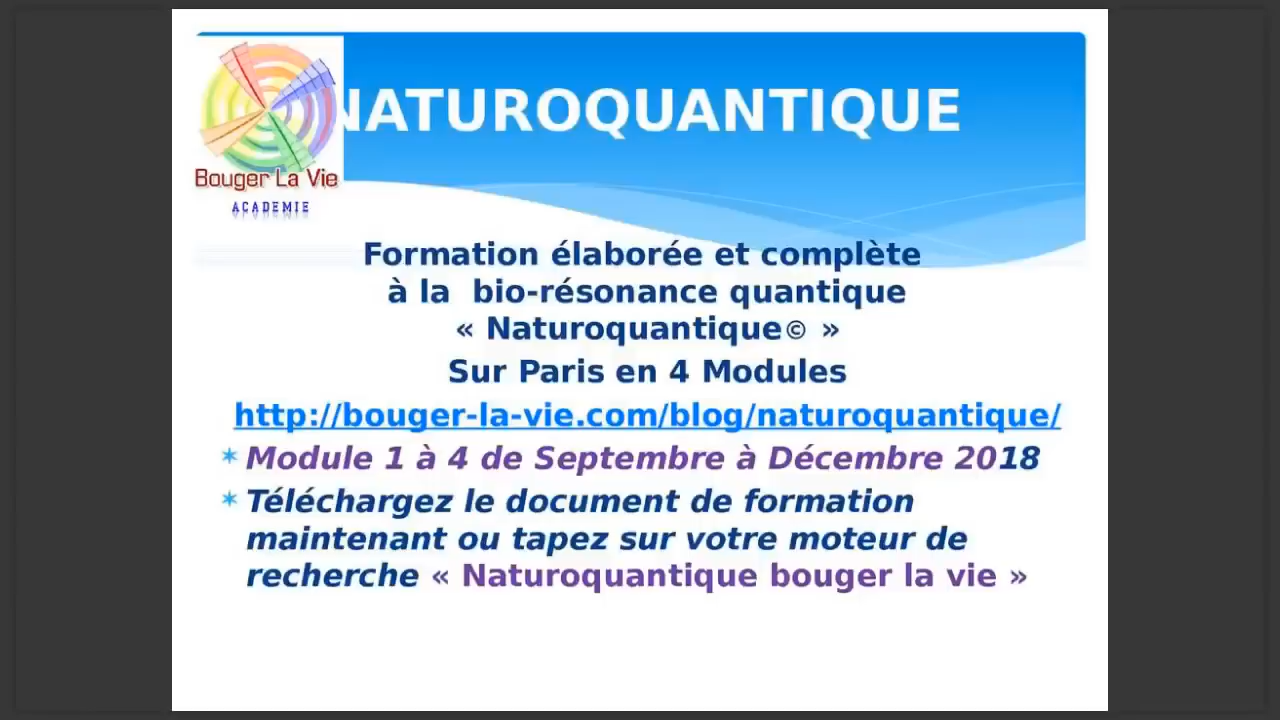 NATUROQUANTIQUE
Bouger La Vie
ACADEMIE
Formation élaborée et complète
à la bio-résonance quantique
« Naturoquantique© »
Sur Paris en 4 Modules
http://bouger-la-vie.com/blog/naturoquantique/
Module 1 à 4 de Septembre à Décembre 2018
Téléchargez le document de formation
maintenant ou tapez sur votre moteur de
recherche « Naturoquantique bouger la vie »